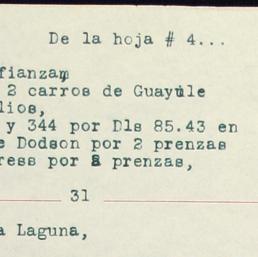 De la hoja # 4...
fianzas,
2 carros de Guayule
lios,
y 344 por Dls 85.43 en
e Dodson por 2 prenzas
ress por 2 prenzas,
31
a Laguna,